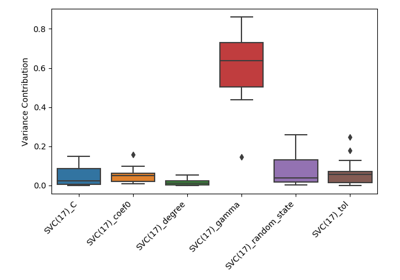 0.8
0.6
0.4
0.2
0.0
Variance Contribution
SVC(17)_C
SVC(17)_coef0
SVC(17)_degree
SVC(17)_gamma
SVC(17)_random_state
SVC(17)_tol